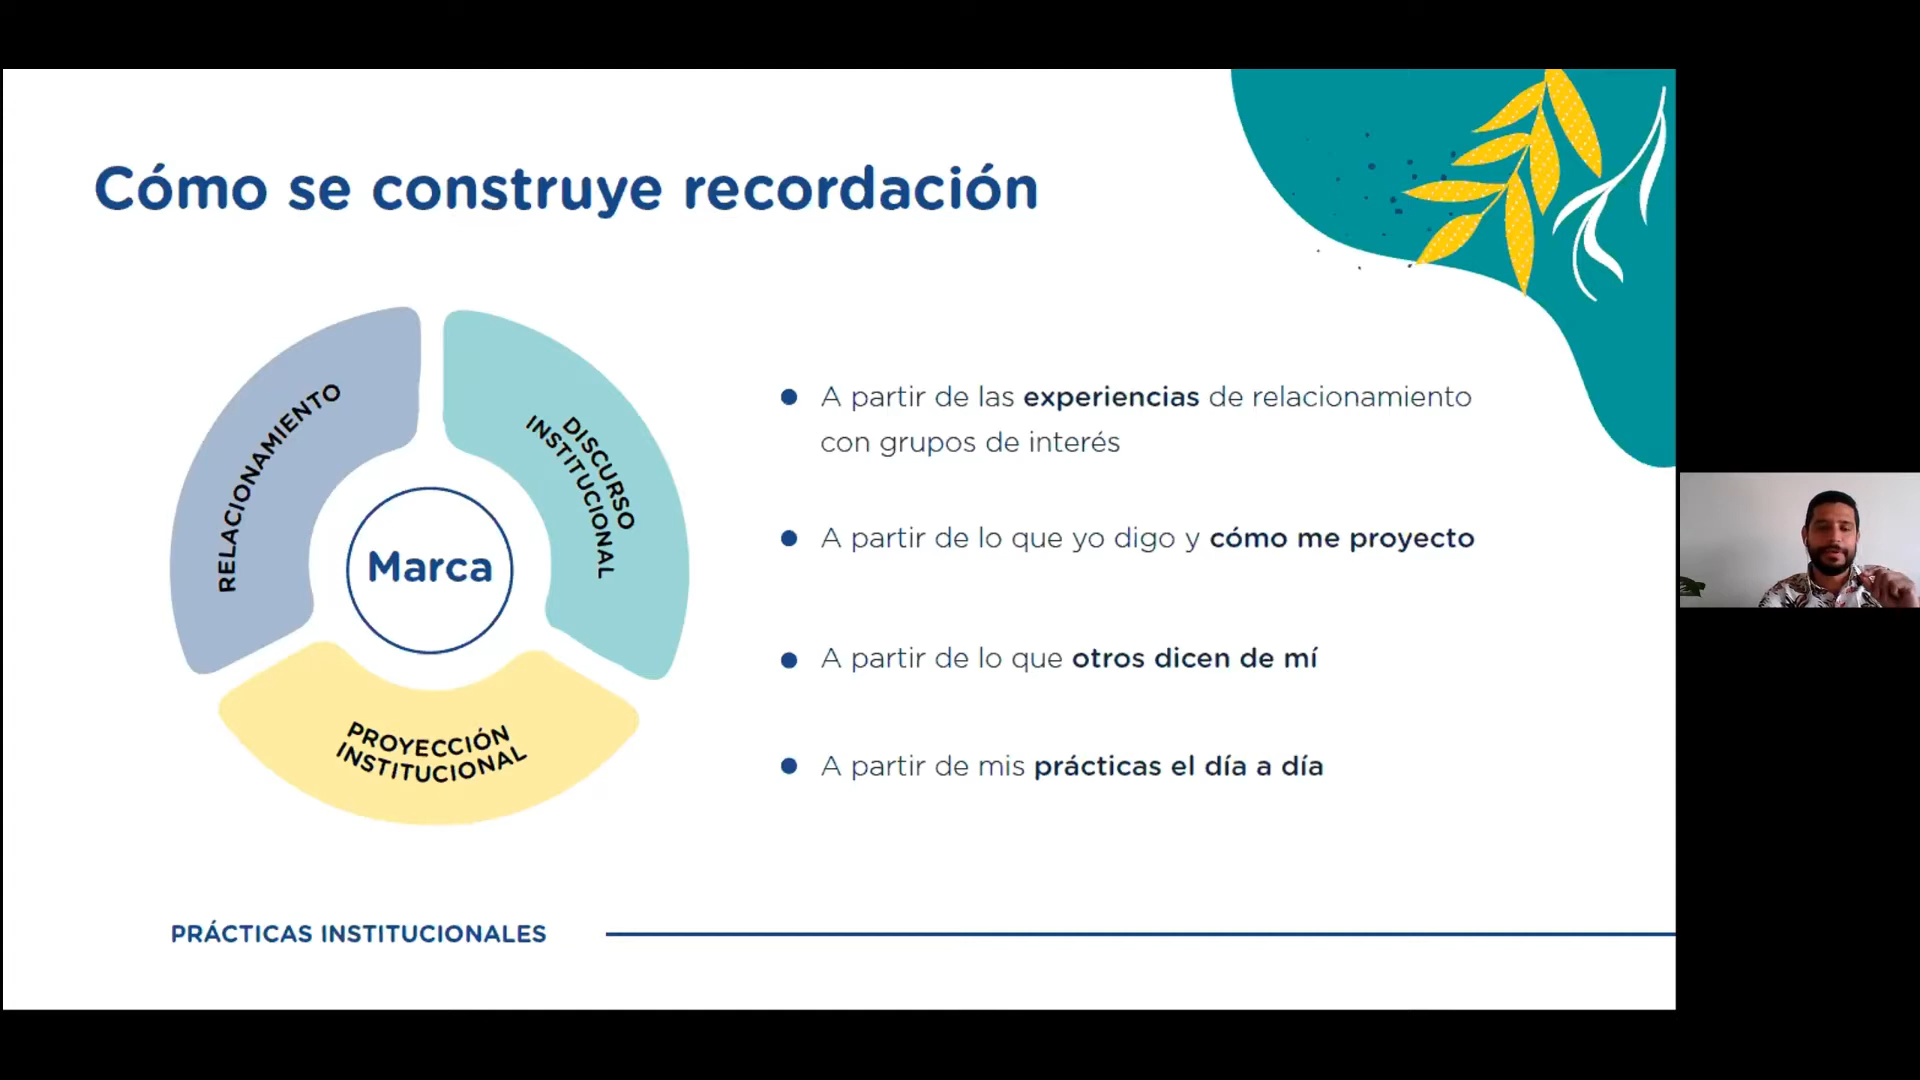 Cómo se construye recordación
RELACIONAMIENTO
DISCURSO
INSTITUCIONAL
Marca
PROYECCIÓN
INSTITUCIONAL
A partir de las experiencias de relacionamiento
con grupos de interés
A partir de lo que yo digo y cómo me proyecto
A partir de lo que otros dicen de mí
A partir de mis prácticas el día a día
PRÁCTICAS INSTITUCIONALES